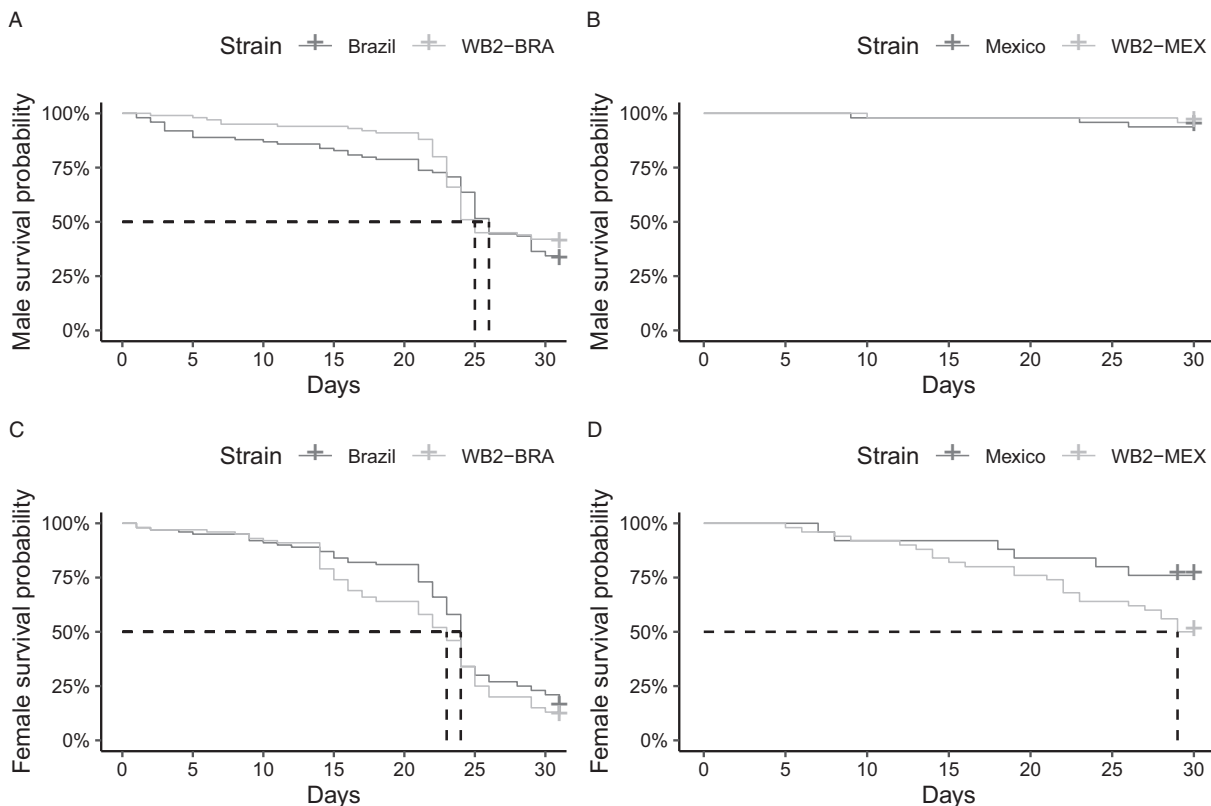 A
Strain Brazil WB2−BRA
Male survival probability
100%
75%
50%
25%
0%
0 5 10 15 20 25 30
Days
B
Strain Mexico WB2−MEX
Male survival probability
100%
75%
50%
25%
0%
0 5 10 15 20 25 30
Days
C
Strain Brazil WB2−BRA
Female survival probability
100%
75%
50%
25%
0%
0 5 10 15 20 25 30
Days
D
Strain Mexico WB2−MEX
Female survival probability
100%
75%
50%
25%
0%
0 5 10 15 20 25 30
Days